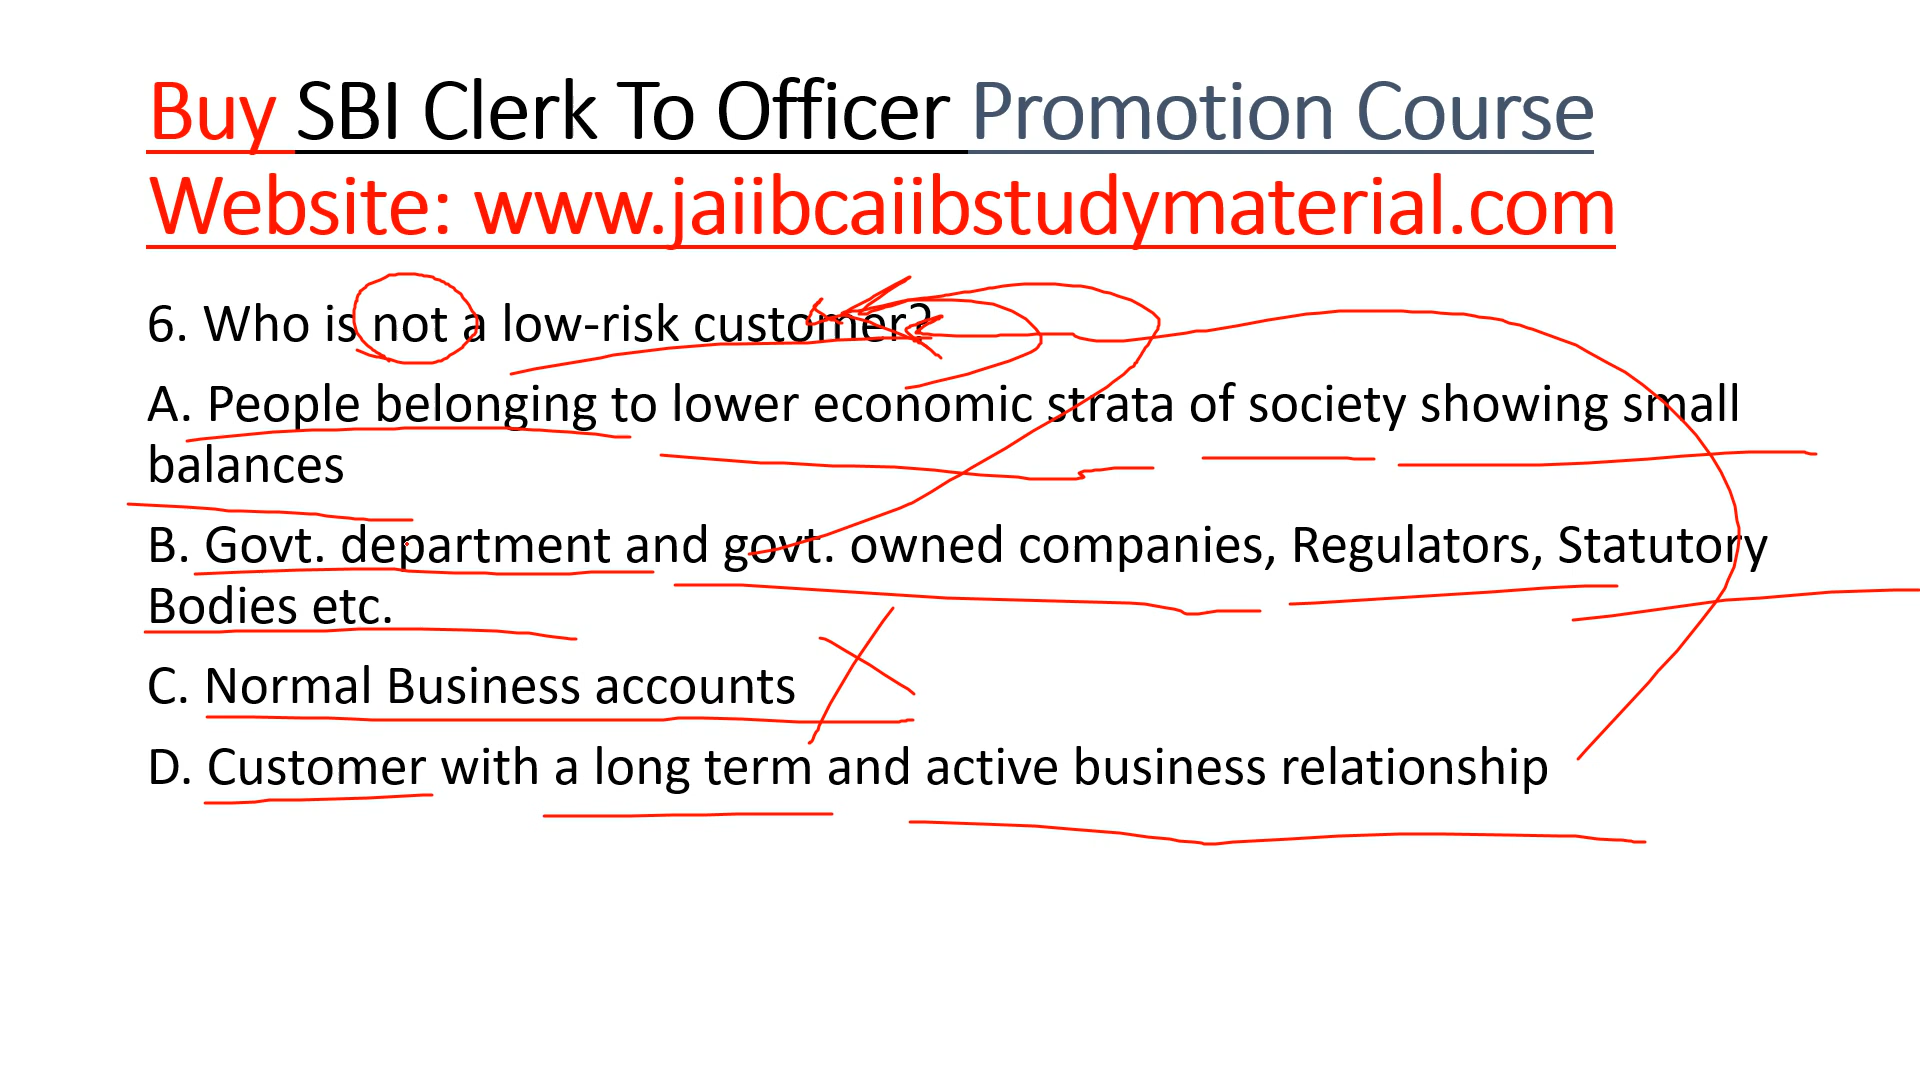 Buy SBI Clerk To Officer Promotion Course
Website: www.jaiibcaiibstudymaterial.com
6. Who is not a low-risk customer?
A. People belonging to lower economic strata of society showing small
balances
B. Govt. department and govt. owned companies, Regulators, Statutory
Bodies etc.
C. Normal Business accounts
D. Customer with a long term and active business relationship